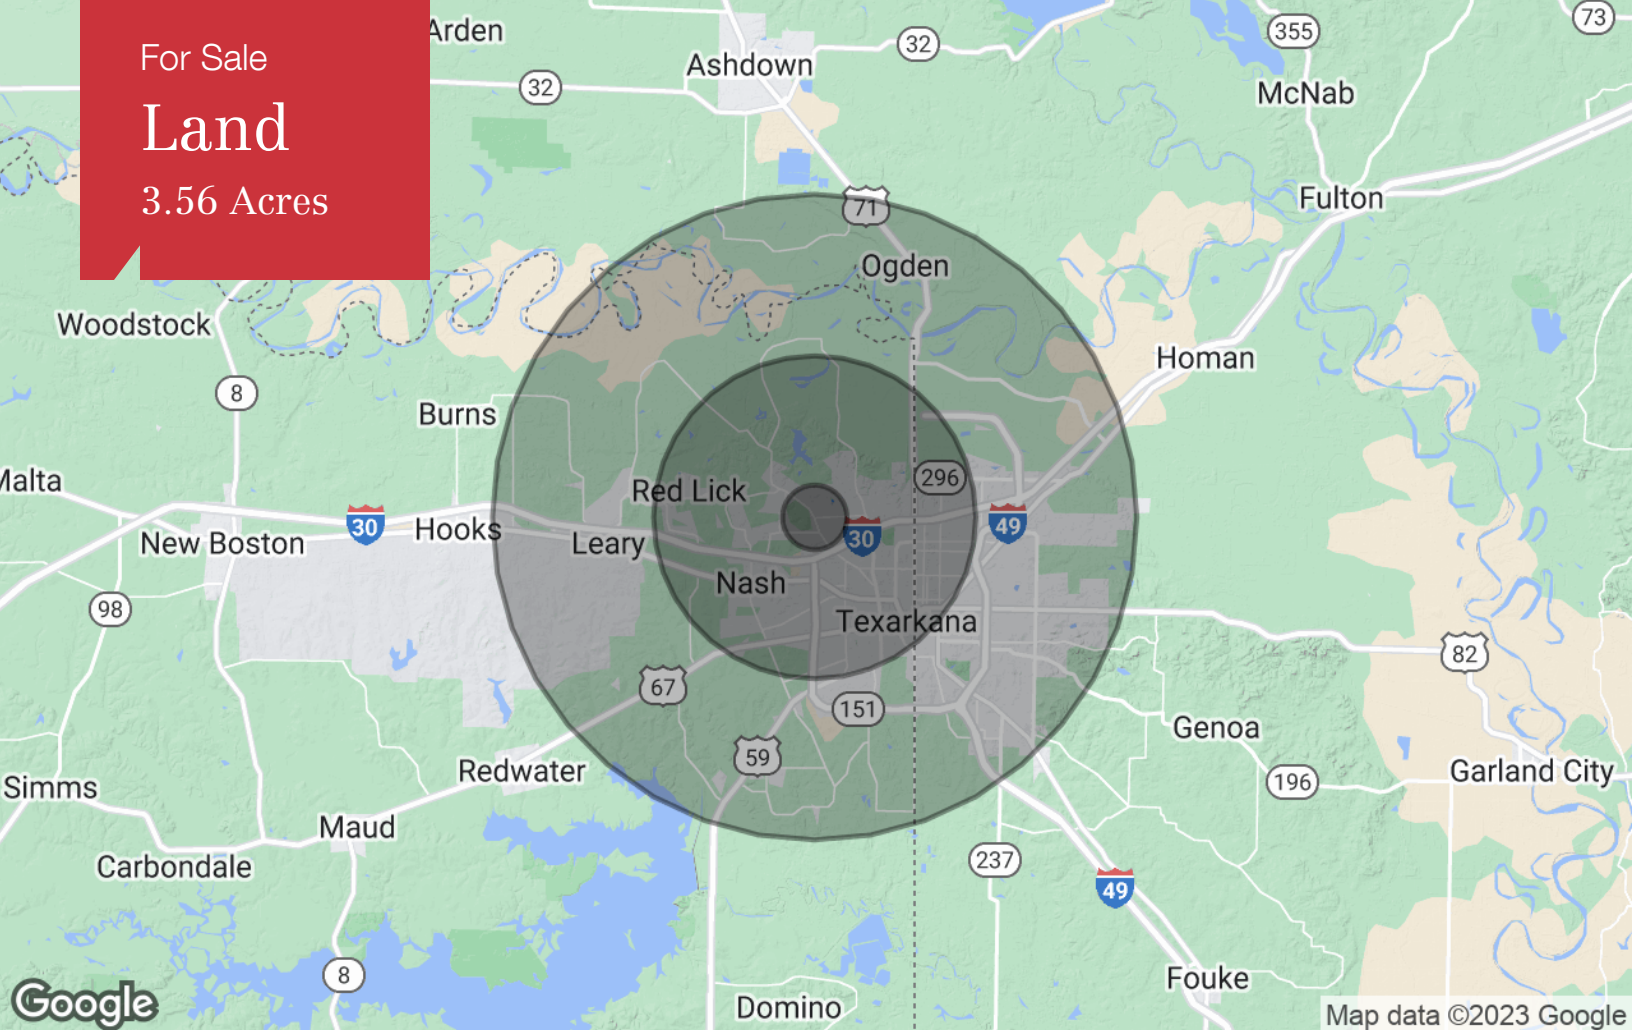 For Sale
Land
3.56 Acres
Arden
32
Ashdown
32
355
73
McNab
71
Fulton
Ogden
Woodstock
Homan
8
Burns
Malta
Red Lick
296
30
Hooks
49
New Boston
Leary
30
Nash
98
Texarkana
82
67
151
Genoa
59
Redwater
196
Garland City
Simms
Maud
Carbondale
237
49
8
Fouke
Google
Domino
Map data ©2023 Google